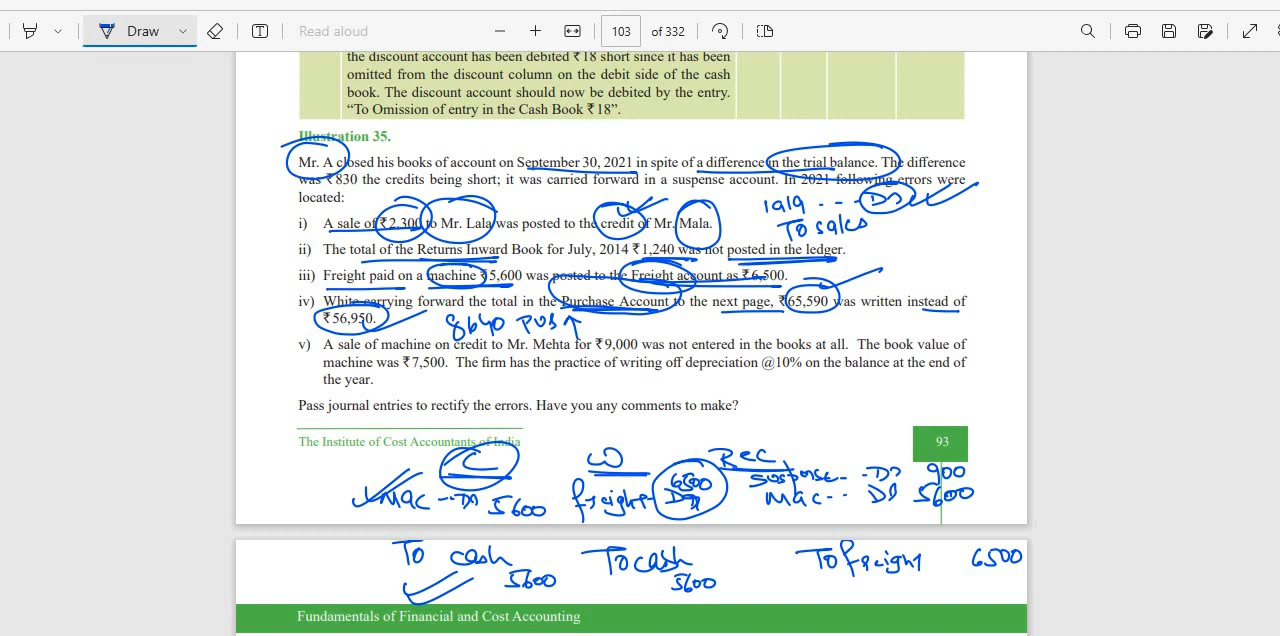 Draw
Read aloud
103 of 332
the discount account has been debited ₹18 short since it has been
omitted from the discount column on the debit side of the cash
book. The discount account should now be debited by the entry.
“To Omission of entry in the Cash Book ₹18”.
Illustration 35.
Mr. A closed his books of account on September 30, 2021 in spite of a difference in the trial balance. The difference
was ₹830 the credits being short; it was carried forward in a suspense account. In 2021 following errors were
located:
i) A sale of ₹2,300 to Mr. Lala was posted to the credit of Mr. Mala.
To sales
ii) The total of the Returns Inward Book for July, 2014 ₹1,240 was not posted in the ledger.
iii) Freight paid on a machine ₹5,600 was posted to the Freight account as ₹6,500.
iv) White carrying forward the total in the Purchase Account to the next page, ₹65,590 was written instead of
₹56,950.
8640 PUR ↑
v) A sale of machine on credit to Mr. Mehta for ₹9,000 was not entered in the books at all. The book value of
machine was ₹7,500. The firm has the practice of writing off depreciation @10% on the balance at the end of
the year.
Pass journal entries to rectify the errors. Have you any comments to make?
The Institute of Cost Accountants of India 93
C W Rec
Suspense -- Dr 900
Mac -- Dr 5600 freight - 6500 Dr Mac -- Dr 5600
To cash 5600 To cash 5600 To freight 6500
Fundamentals of Financial and Cost Accounting